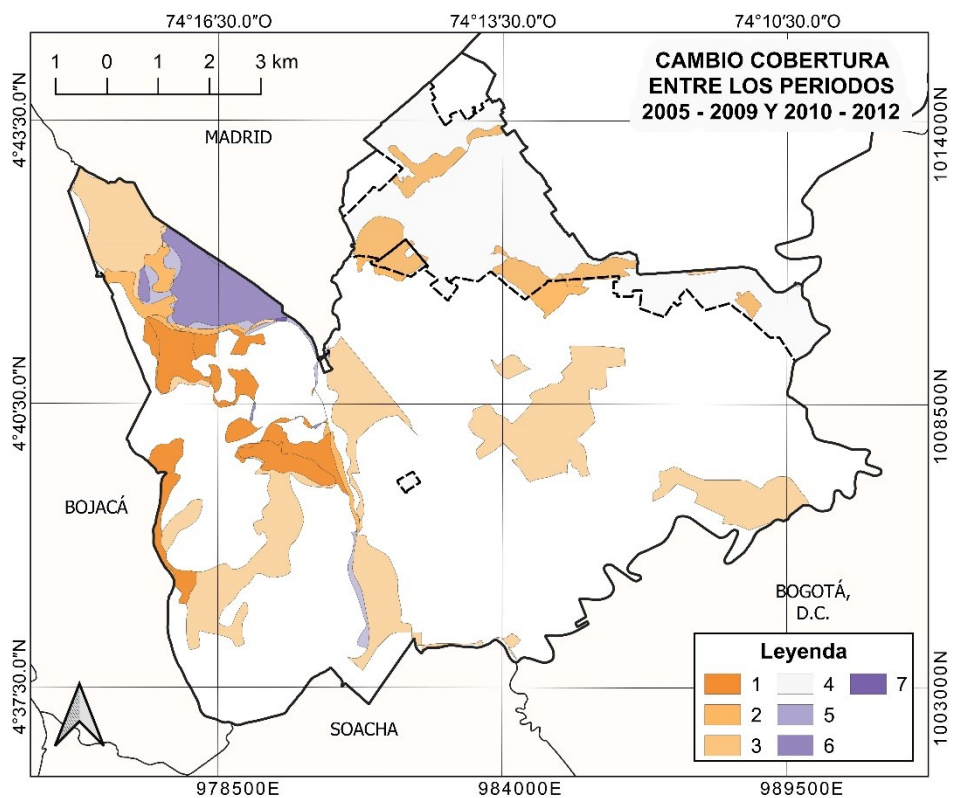 74°16'30.0"O 74°13'30.0"O 74°10'30.0"O
1 0 1 2 3 km
CAMBIO COBERTURA
ENTRE LOS PERIODOS
2005 - 2009 Y 2010 - 2012
4°43'30.0"N
1014000N
MADRID
4°40'30.0"N
1008500N
BOJACÁ
BOGOTÁ,
D.C.
4°37'30.0"N
1003000N
SOACHA
Leyenda
1 4 7
2 5
3 6
978500E 984000E 989500E